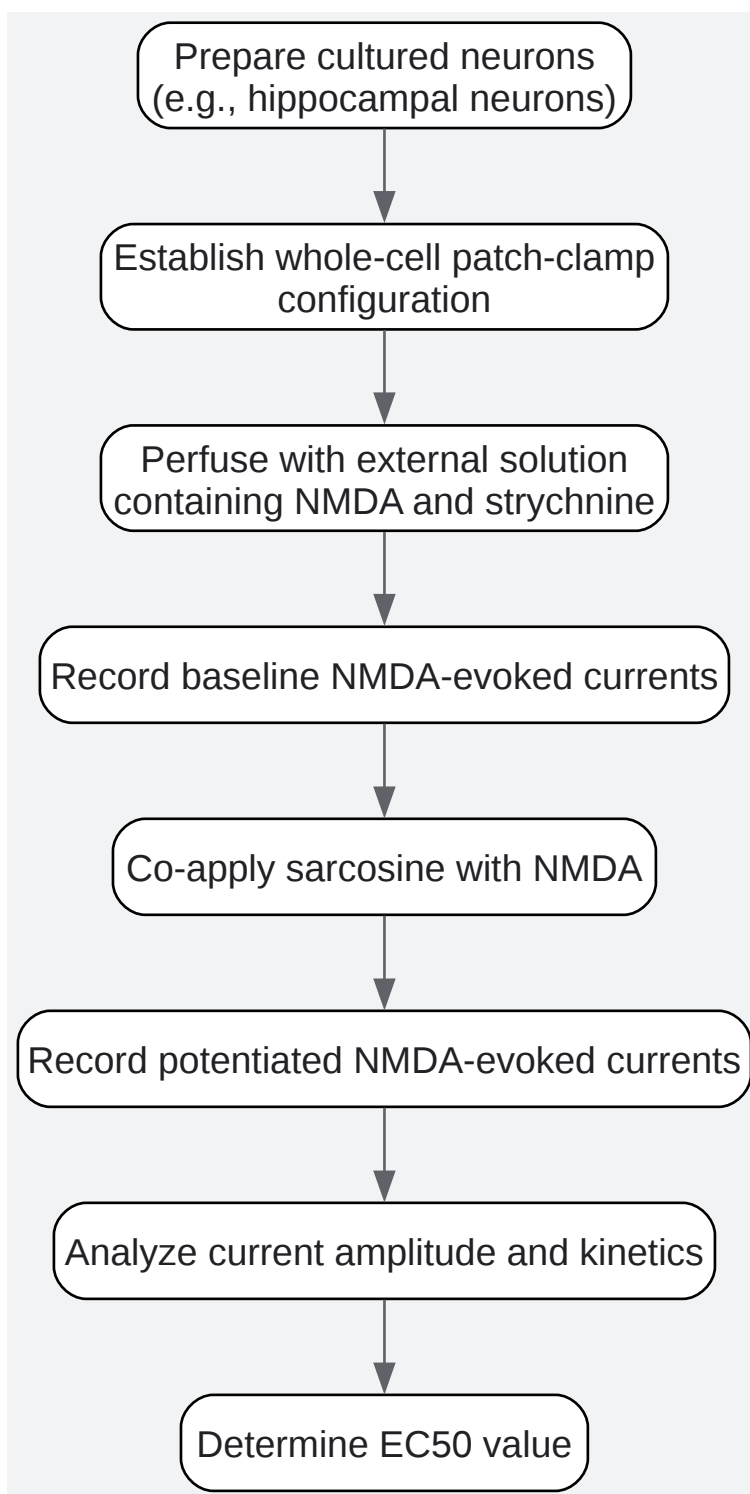 Prepare cultured neurons
(e.g., hippocampal neurons)
Establish whole-cell patch-clamp
configuration
Perfuse with external solution
containing NMDA and strychnine
Record baseline NMDA-evoked currents
Co-apply sarcosine with NMDA
Record potentiated NMDA-evoked currents
Analyze current amplitude and kinetics
Determine EC50 value